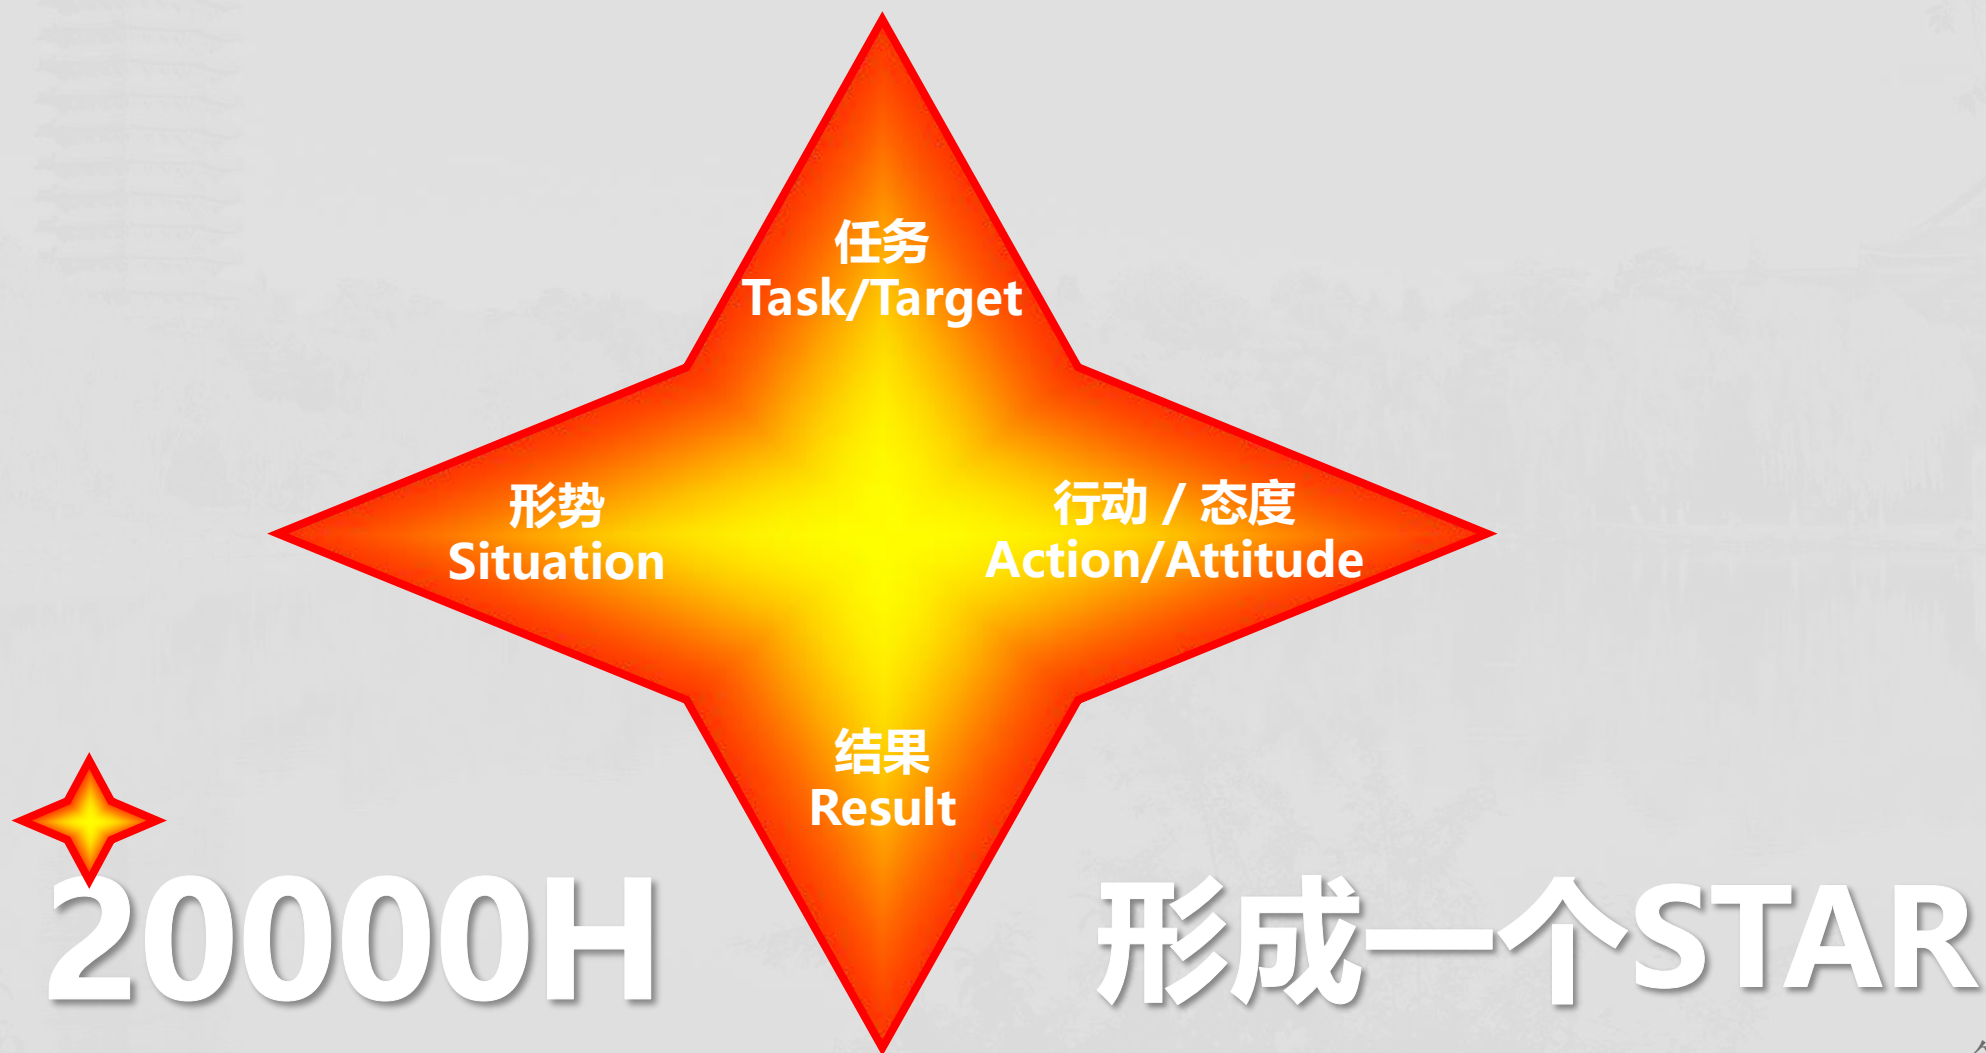 任务
Task/Target
形势
Situation
行动 / 态度
Action/Attitude
结果
Result
20000H
形成一个STAR